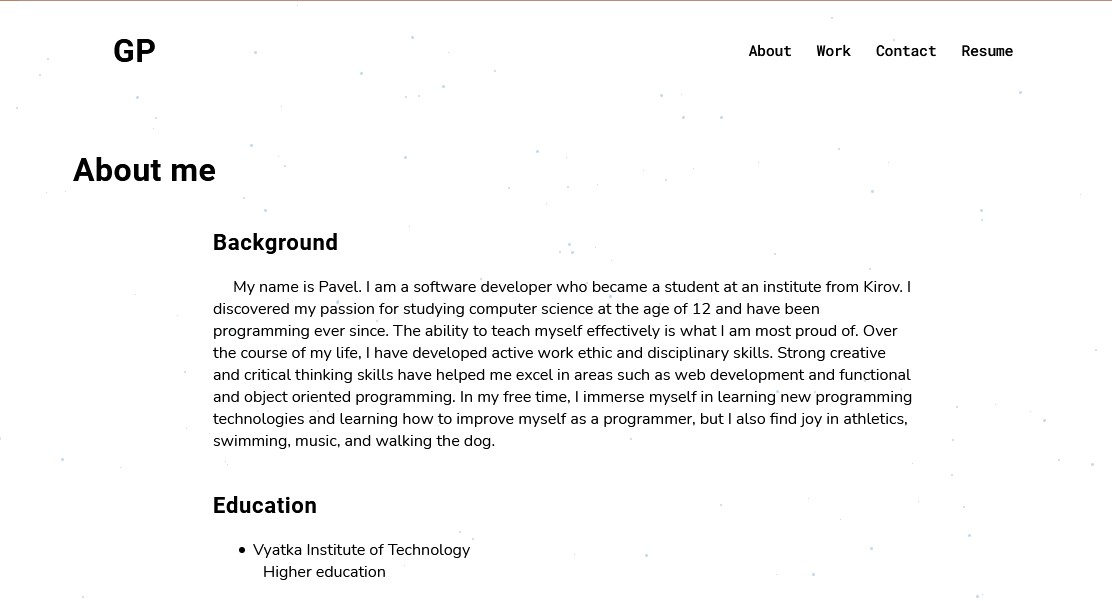 GP
About Work Contact Resume
About me
Background
My name is Pavel. I am a software developer who became a student at an institute from Kirov. I
discovered my passion for studying computer science at the age of 12 and have been
programming ever since. The ability to teach myself effectively is what I am most proud of. Over
the course of my life, I have developed active work ethic and disciplinary skills. Strong creative
and critical thinking skills have helped me excel in areas such as web development and functional
and object oriented programming. In my free time, I immerse myself in learning new programming
technologies and learning how to improve myself as a programmer, but I also find joy in athletics,
swimming, music, and walking the dog.
Education
• Vyatka Institute of Technology
Higher education